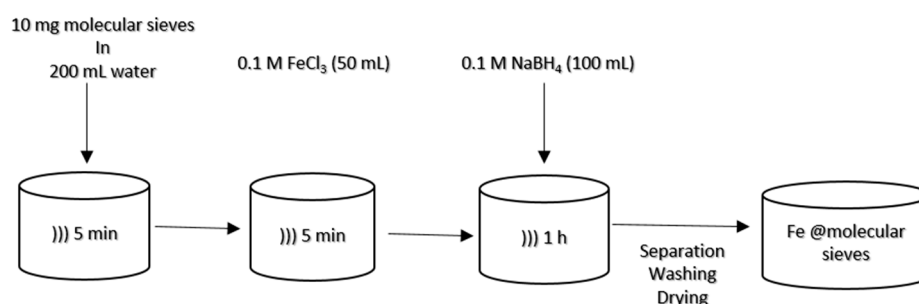 10 mg molecular sieves
In
200 mL water
0.1 M FeCl₃ (50 mL)
0.1 M NaBH₄ (100 mL)
))) 5 min
))) 5 min
))) 1 h
Fe @molecular
sieves
Separation
Washing
Drying